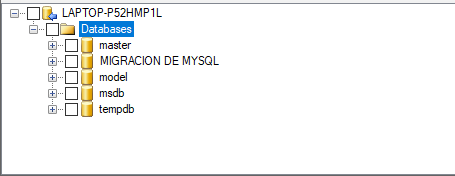 LAPTOP-P52HMP1L
Databases
master
MIGRACION DE MYSQL
model
msdb
tempdb